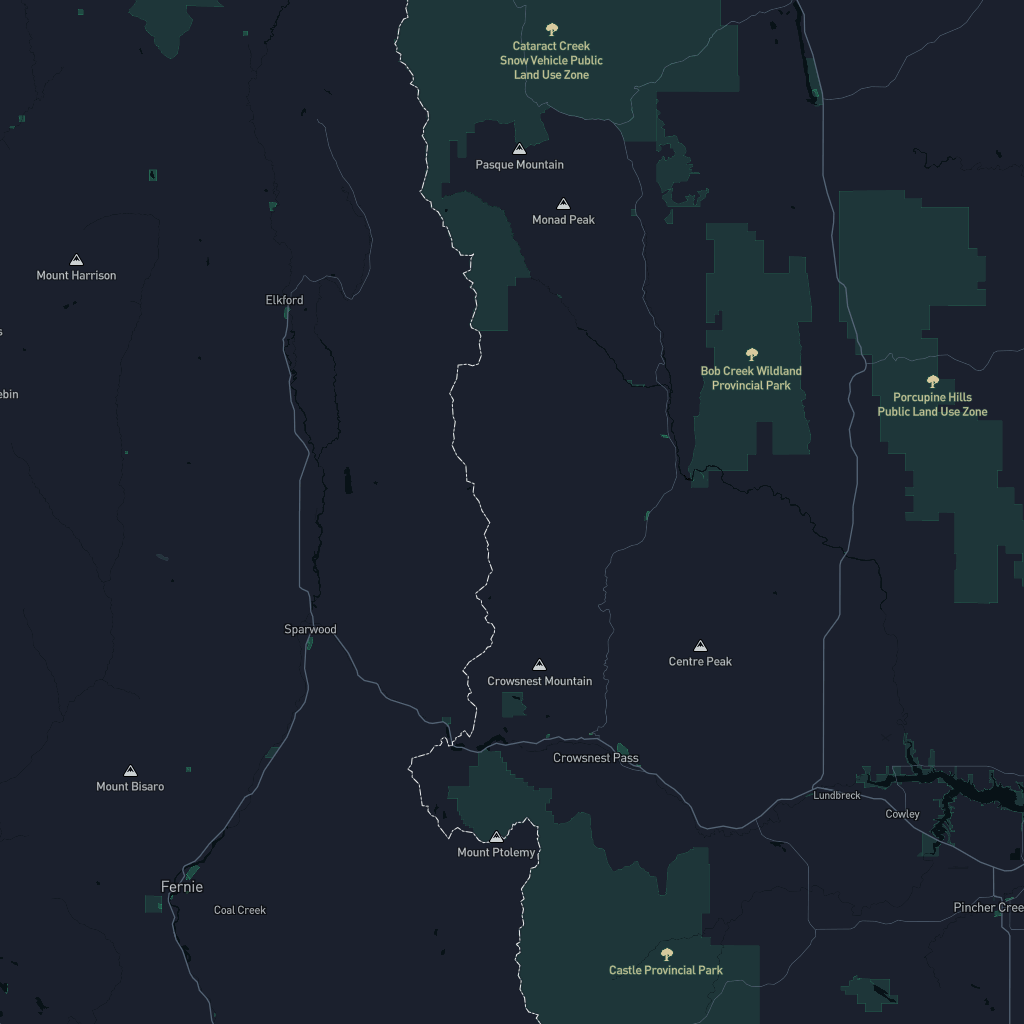 Cataract Creek
Snow Vehicle Public
Land Use Zone
Pasque Mountain
Monad Peak
Mount Harrison
Elkford
Bob Creek Wildland
Provincial Park
Porcupine Hills
Public Land Use Zone
ebin
Sparwood
Centre Peak
Crowsnest Mountain
Crowsnest Pass
Mount Bisaro
Lundbreck
Cowley
Mount Ptolemy
Fernie
Coal Creek
Pincher Cree
Castle Provincial Park